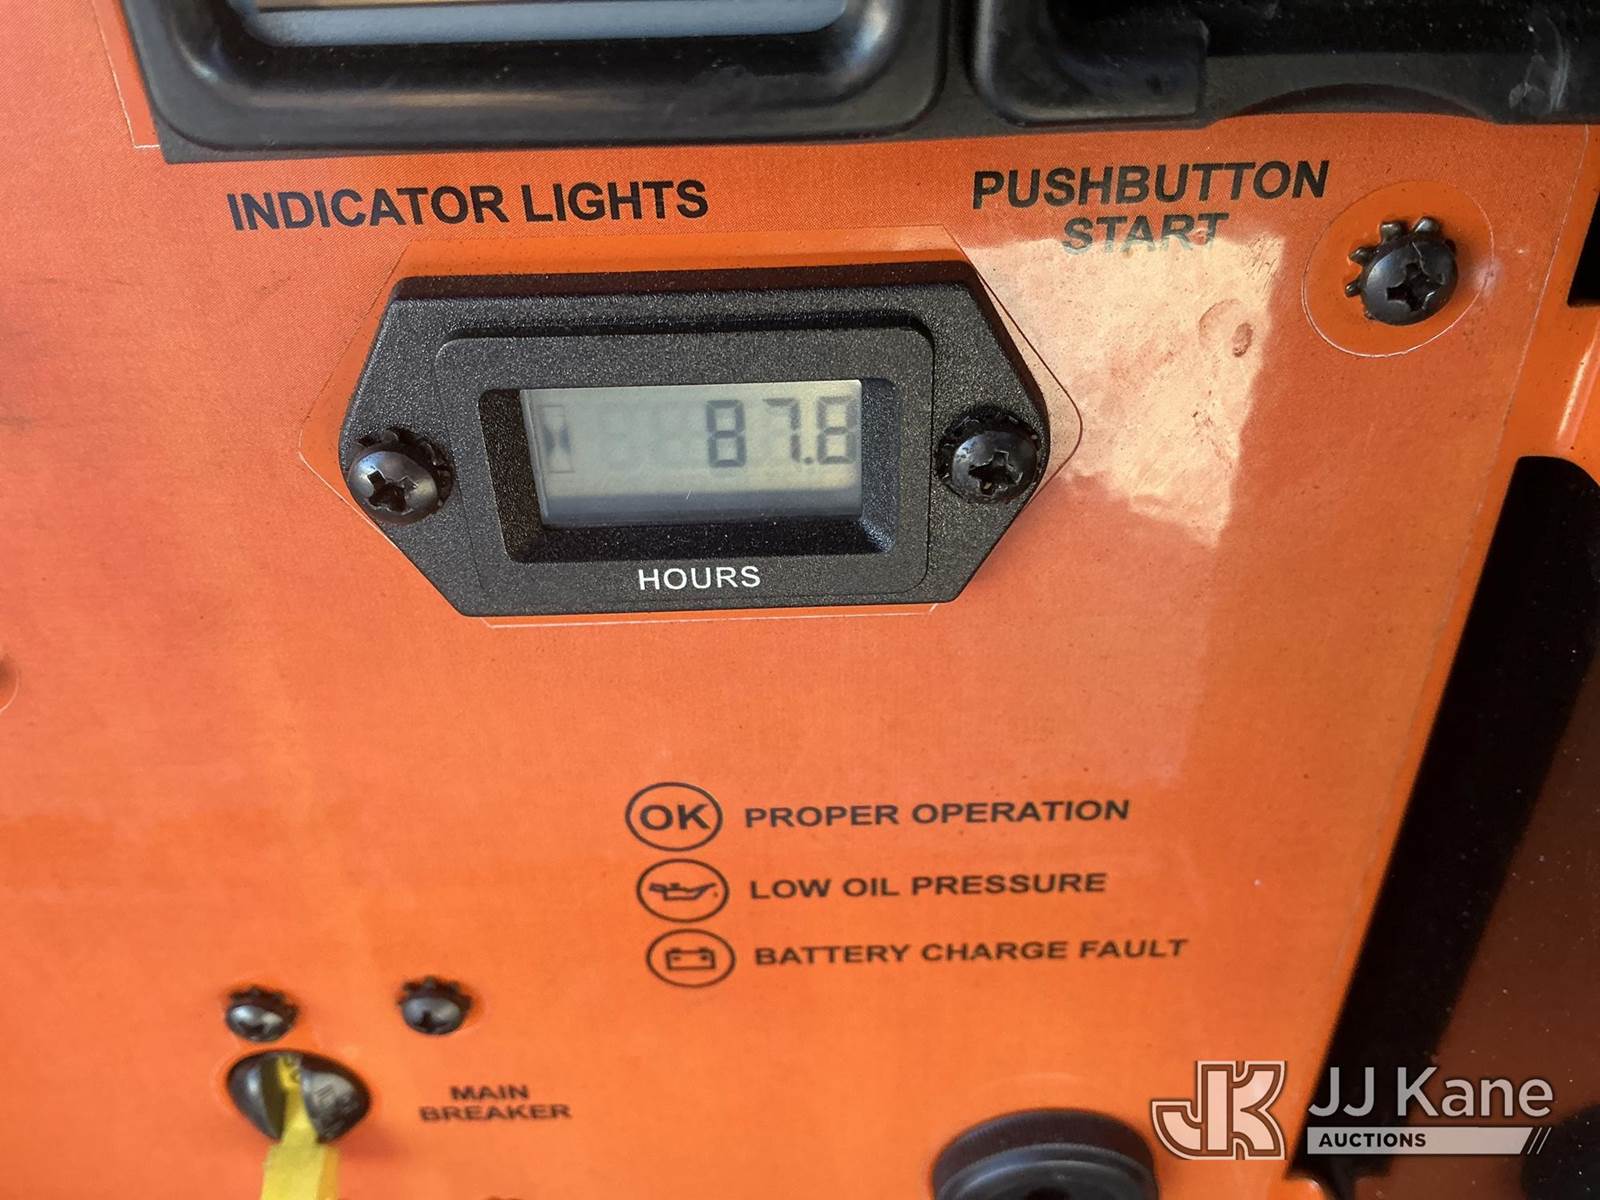 INDICATOR LIGHTS
PUSHBUTTON
START
87.8
HOURS
OK PROPER OPERATION
LOW OIL PRESSURE
BATTERY CHARGE FAULT
MAIN
BREAKER
JK JJ Kane
AUCTIONS